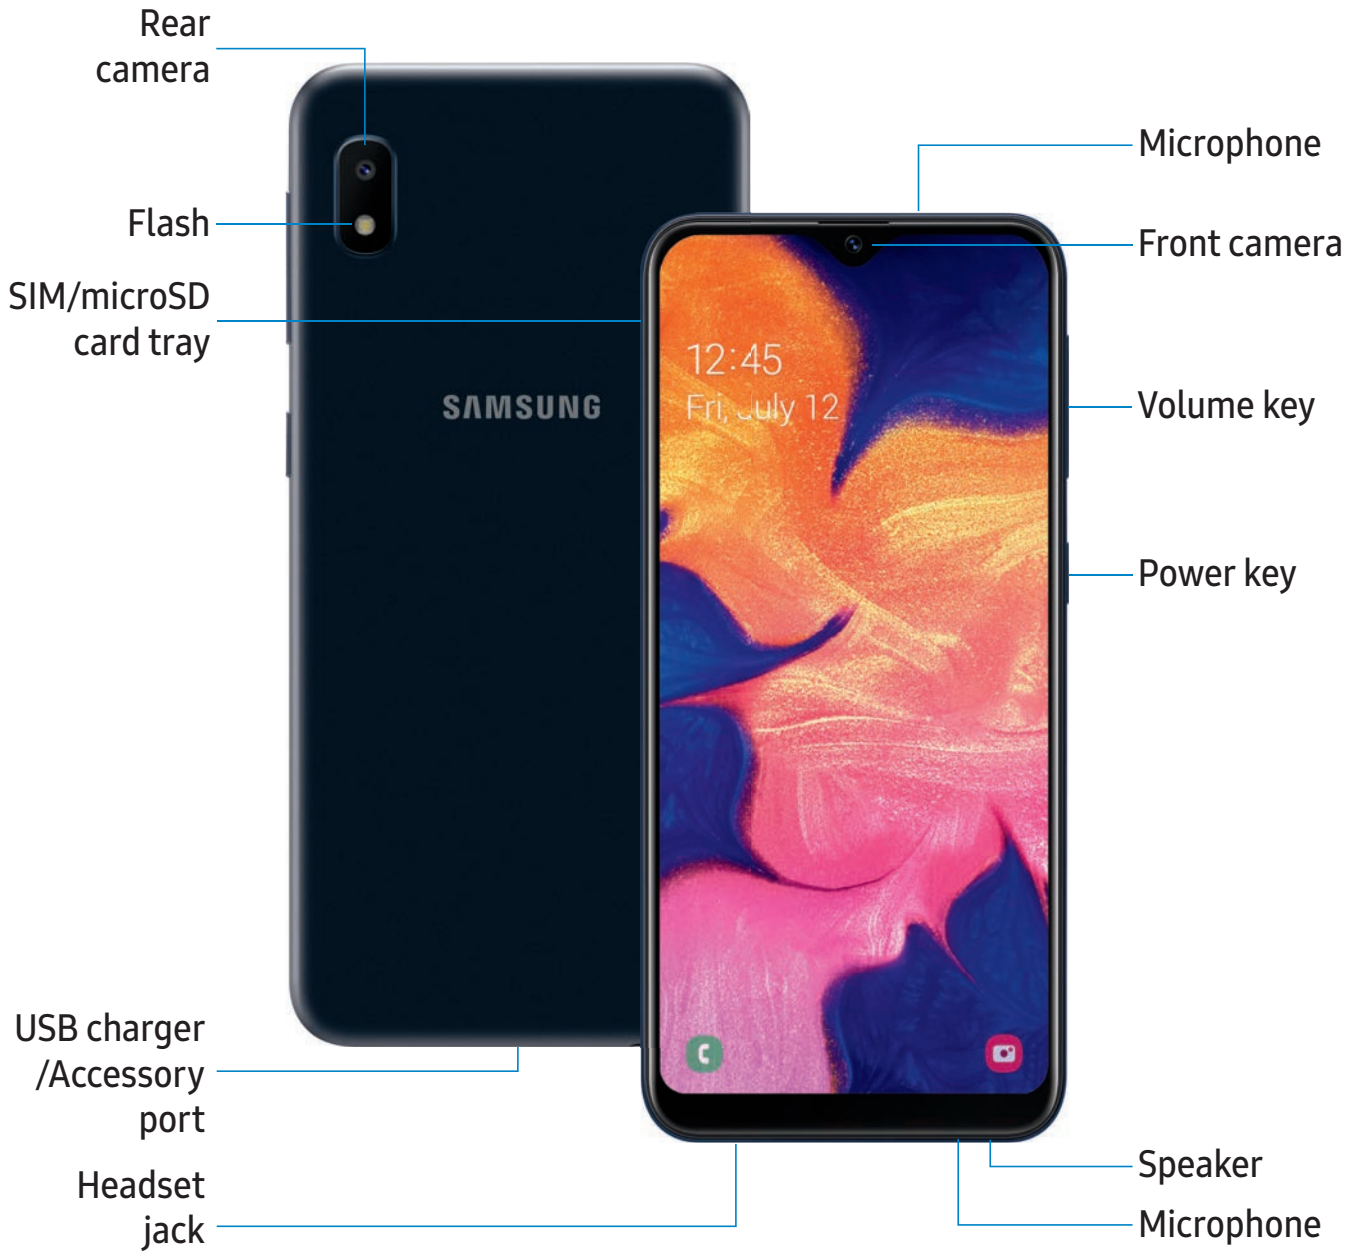 Rear
camera
Flash
SIM/microSD
card tray
SAMSUNG
USB charger
/Accessory
port
Headset
jack
12:45
Fri, July 12
Microphone
Front camera
Volume key
Power key
Speaker
Microphone